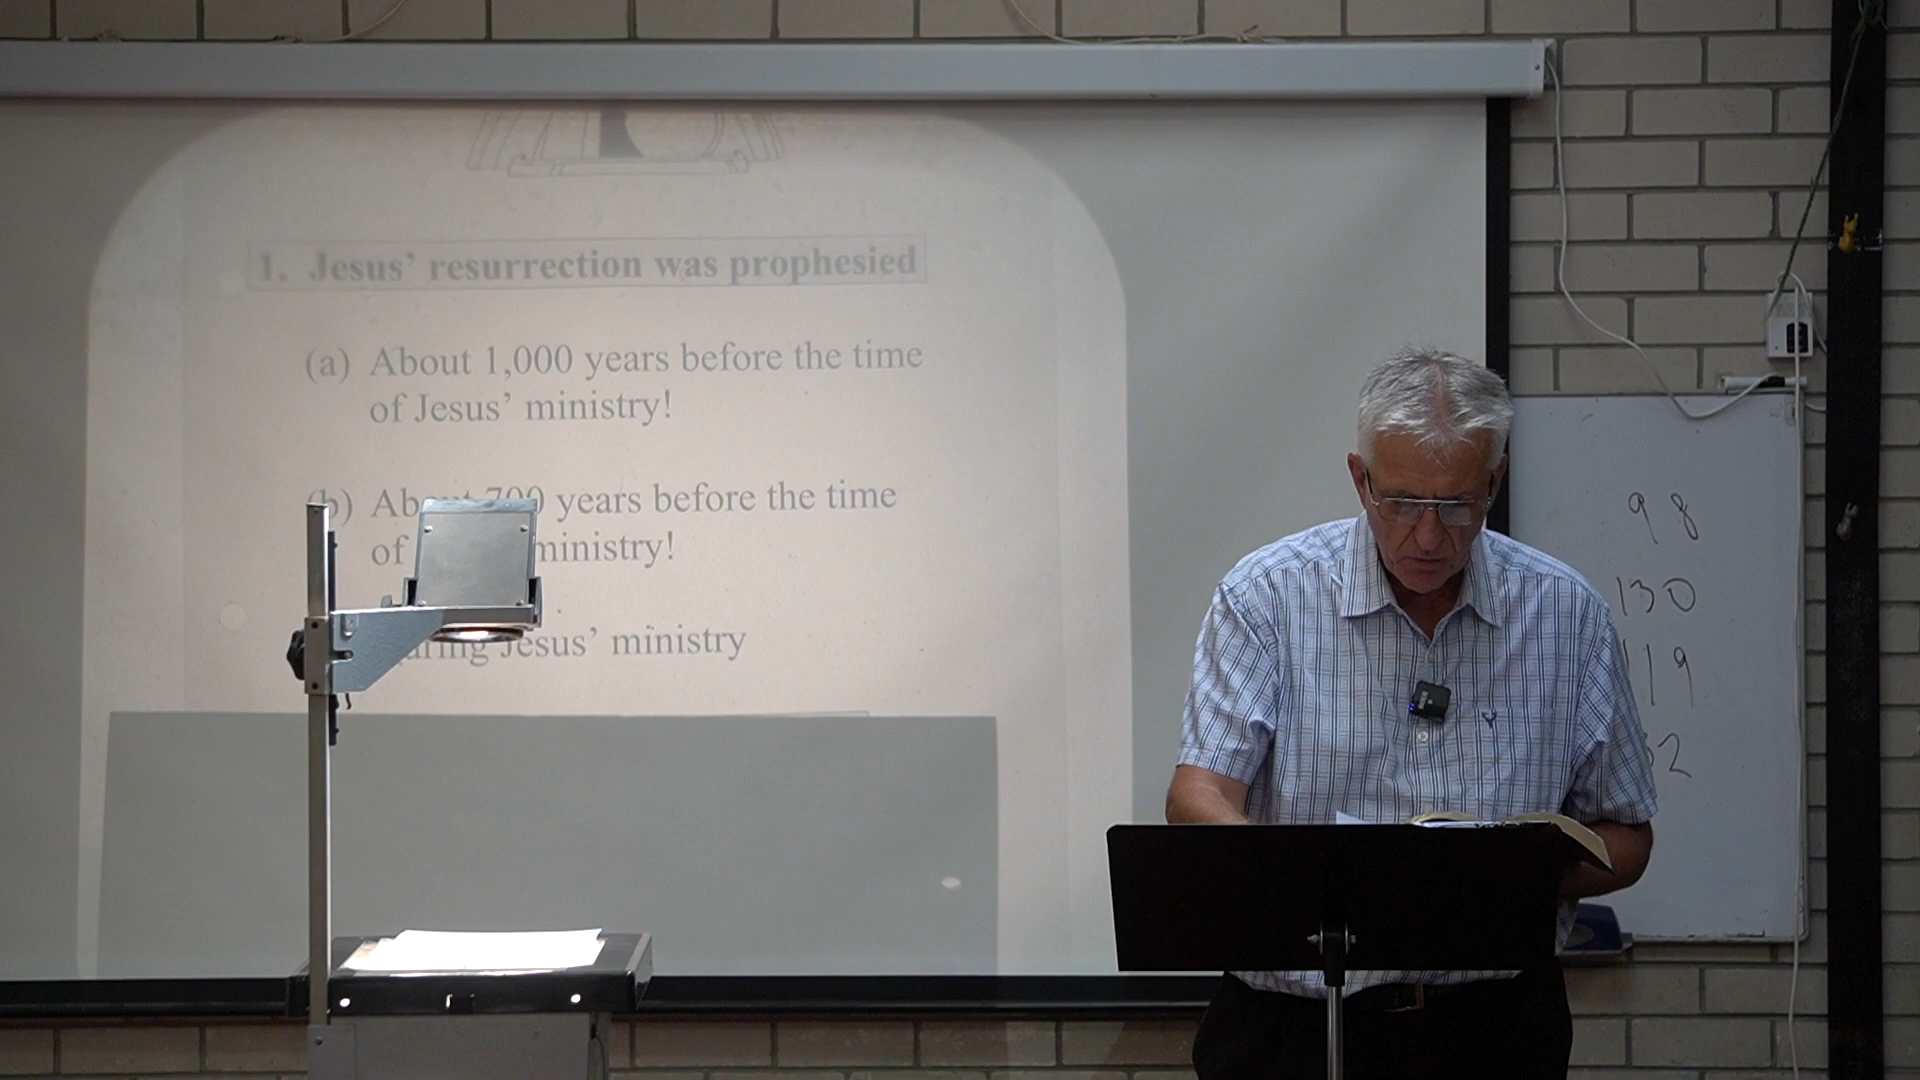 1. Jesus' resurrection was prophesied
(a) About 1,000 years before the time
of Jesus' ministry!
years before the time
of ministry!
Jesus' ministry
98
130
119